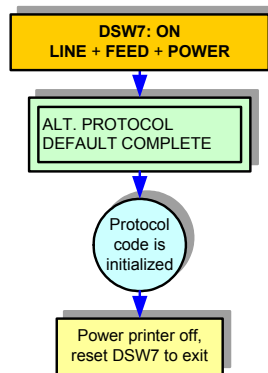 DSW7: ON
LINE + FEED + POWER
ALT. PROTOCOL
DEFAULT COMPLETE
Protocol
code is
initialized
Power printer off,
reset DSW7 to exit